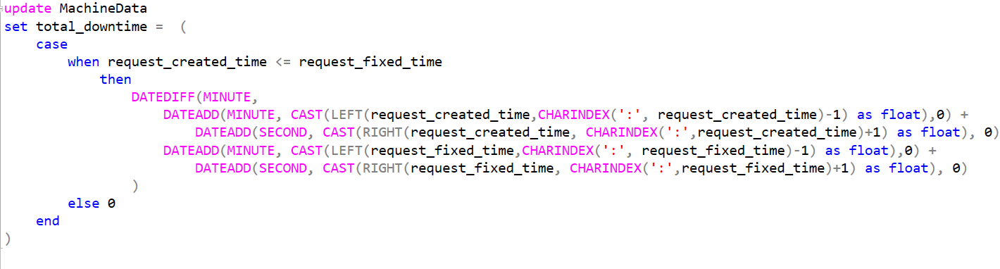 update MachineData
set total_downtime =  (
    case
        when request_created_time <= request_fixed_time
            then
                DATEDIFF(MINUTE,
                    DATEADD(MINUTE, CAST(LEFT(request_created_time,CHARINDEX(':', request_created_time)-1) as float),0) +
                        DATEADD(SECOND, CAST(RIGHT(request_created_time, CHARINDEX(':',request_created_time)+1) as float), 0)
                    DATEADD(MINUTE, CAST(LEFT(request_fixed_time,CHARINDEX(':', request_fixed_time)-1) as float),0) +
                        DATEADD(SECOND, CAST(RIGHT(request_fixed_time, CHARINDEX(':',request_fixed_time)+1) as float), 0)
                )
        else 0
    end
)